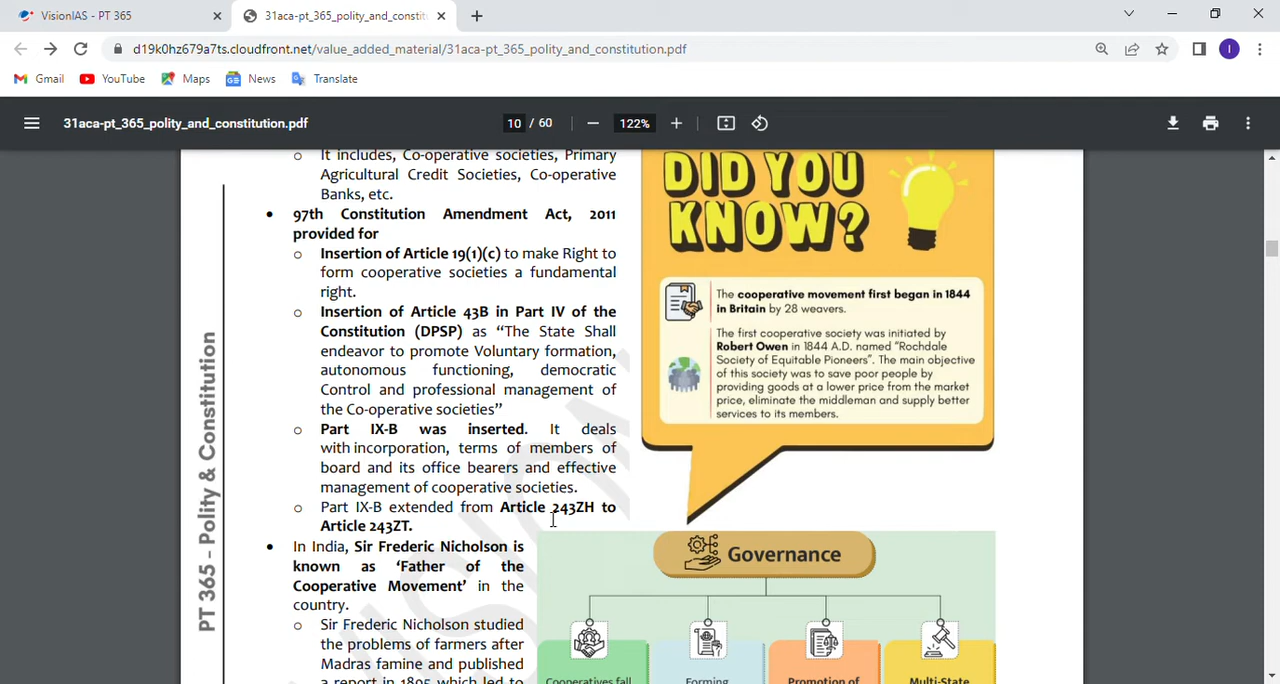 VisionIAS - PT 365
31aca-pt_365_polity_and_constit
d19k0hz679a7ts.cloudfront.net/value_added_material/31aca-pt_365_polity_and_constitution.pdf
I
Gmail
YouTube
Maps
News
Translate
31aca-pt_365_polity_and_constitution.pdf
10 / 60
122%
PT 365 - Polity & Constitution
It includes, Co-operative societies, Primary
Agricultural Credit Societies, Co-operative
Banks, etc.
• 97th Constitution Amendment Act, 2011
provided for
o Insertion of Article 19(1)(c) to make Right to
form cooperative societies a fundamental
right.
o Insertion of Article 43B in Part IV of the
Constitution (DPSP) as “The State Shall
endeavor to promote Voluntary formation,
autonomous functioning, democratic
Control and professional management of
the Co-operative societies”
o Part IX-B was inserted. It deals
with incorporation, terms of members of
board and its office bearers and effective
management of cooperative societies.
o Part IX-B extended from Article 243ZH to
Article 243ZT.
• In India, Sir Frederic Nicholson is
known as ‘Father of the
Cooperative Movement’ in the
country.
o Sir Frederic Nicholson studied
the problems of farmers after
Madras famine and published
a report in 1895 which led to
DID YOU
KNOW?
The cooperative movement first began in 1844
in Britain by 28 weavers.
The first cooperative society was initiated by
Robert Owen in 1844 A.D. named “Rochdale
Society of Equitable Pioneers”. The main objective
of this society was to save poor people by
providing goods at a lower price from the market
price, eliminate the middleman and supply better
services to its members.
Governance
Cooperatives fall
Forming
Promotion of
Multi-State
VISION